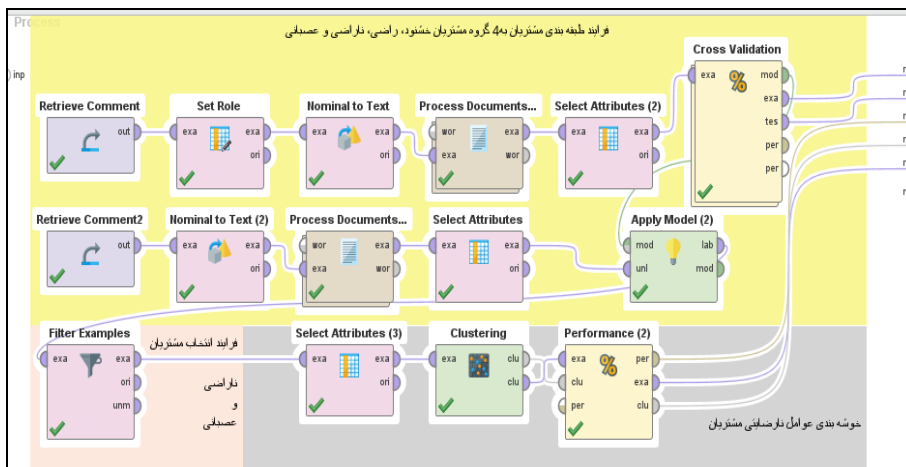 Process
فرایند طبقه بندی مشتریان به4 گروه مشتریان خشنود، راضی، ناراضی و عصبانی
Cross Validation
inp
exa mod
exa
tes
per
per
Retrieve Comment
out
Set Role
exa exa
ori
Nominal to Text
exa exa
ori
Process Documents...
wor exa
exa wor
Select Attributes (2)
exa exa
ori
Retrieve Comment2
out
Nominal to Text (2)
exa exa
ori
Process Documents...
wor exa
exa wor
Select Attributes
exa exa
ori
Apply Model (2)
mod lab
unl mod
Filter Examples
exa exa
ori
unm
فرایند انتخاب مشتریان
ناراضی
و
عصبانی
Select Attributes (3)
exa exa
ori
Clustering
exa clu
clu
Performance (2)
exa per
clu exa
per clu
خوشه بندی عوامل نارضایتی مشتریان